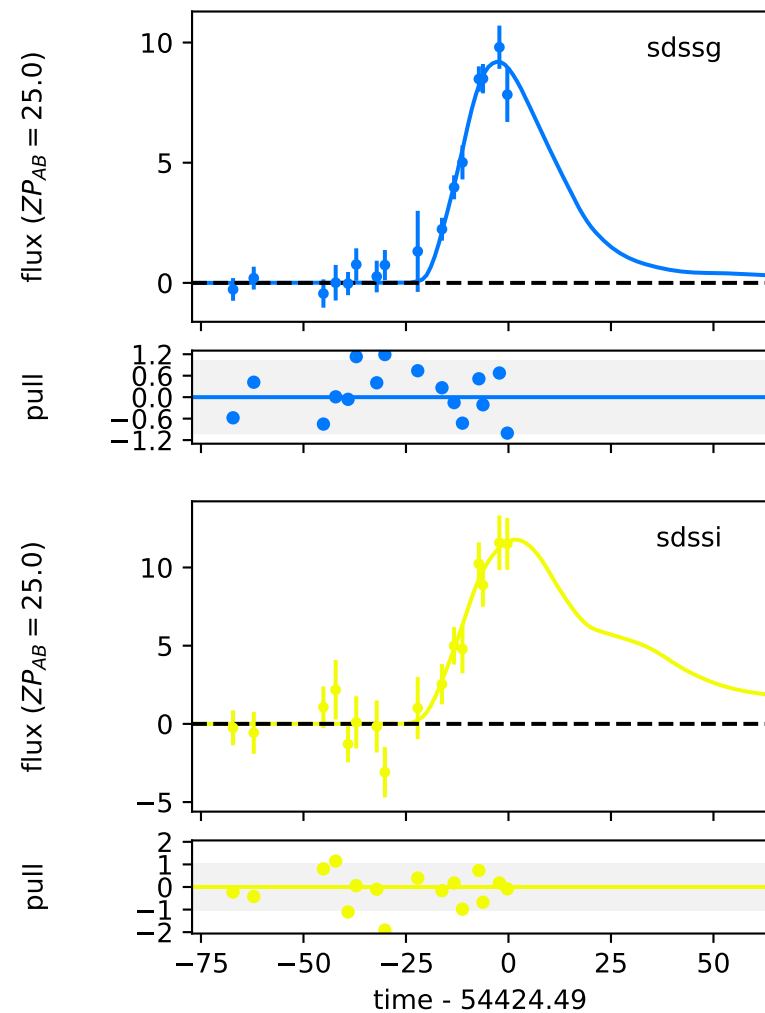 sdssg
10
5
0
flux (ZP_AB = 25.0)
1.2
0.6
0.0
−0.6
−1.2
pull
sdssi
10
5
0
−5
flux (ZP_AB = 25.0)
2
1
0
−1
−2
pull
−75 −50 −25 0 25 50
time - 54424.49